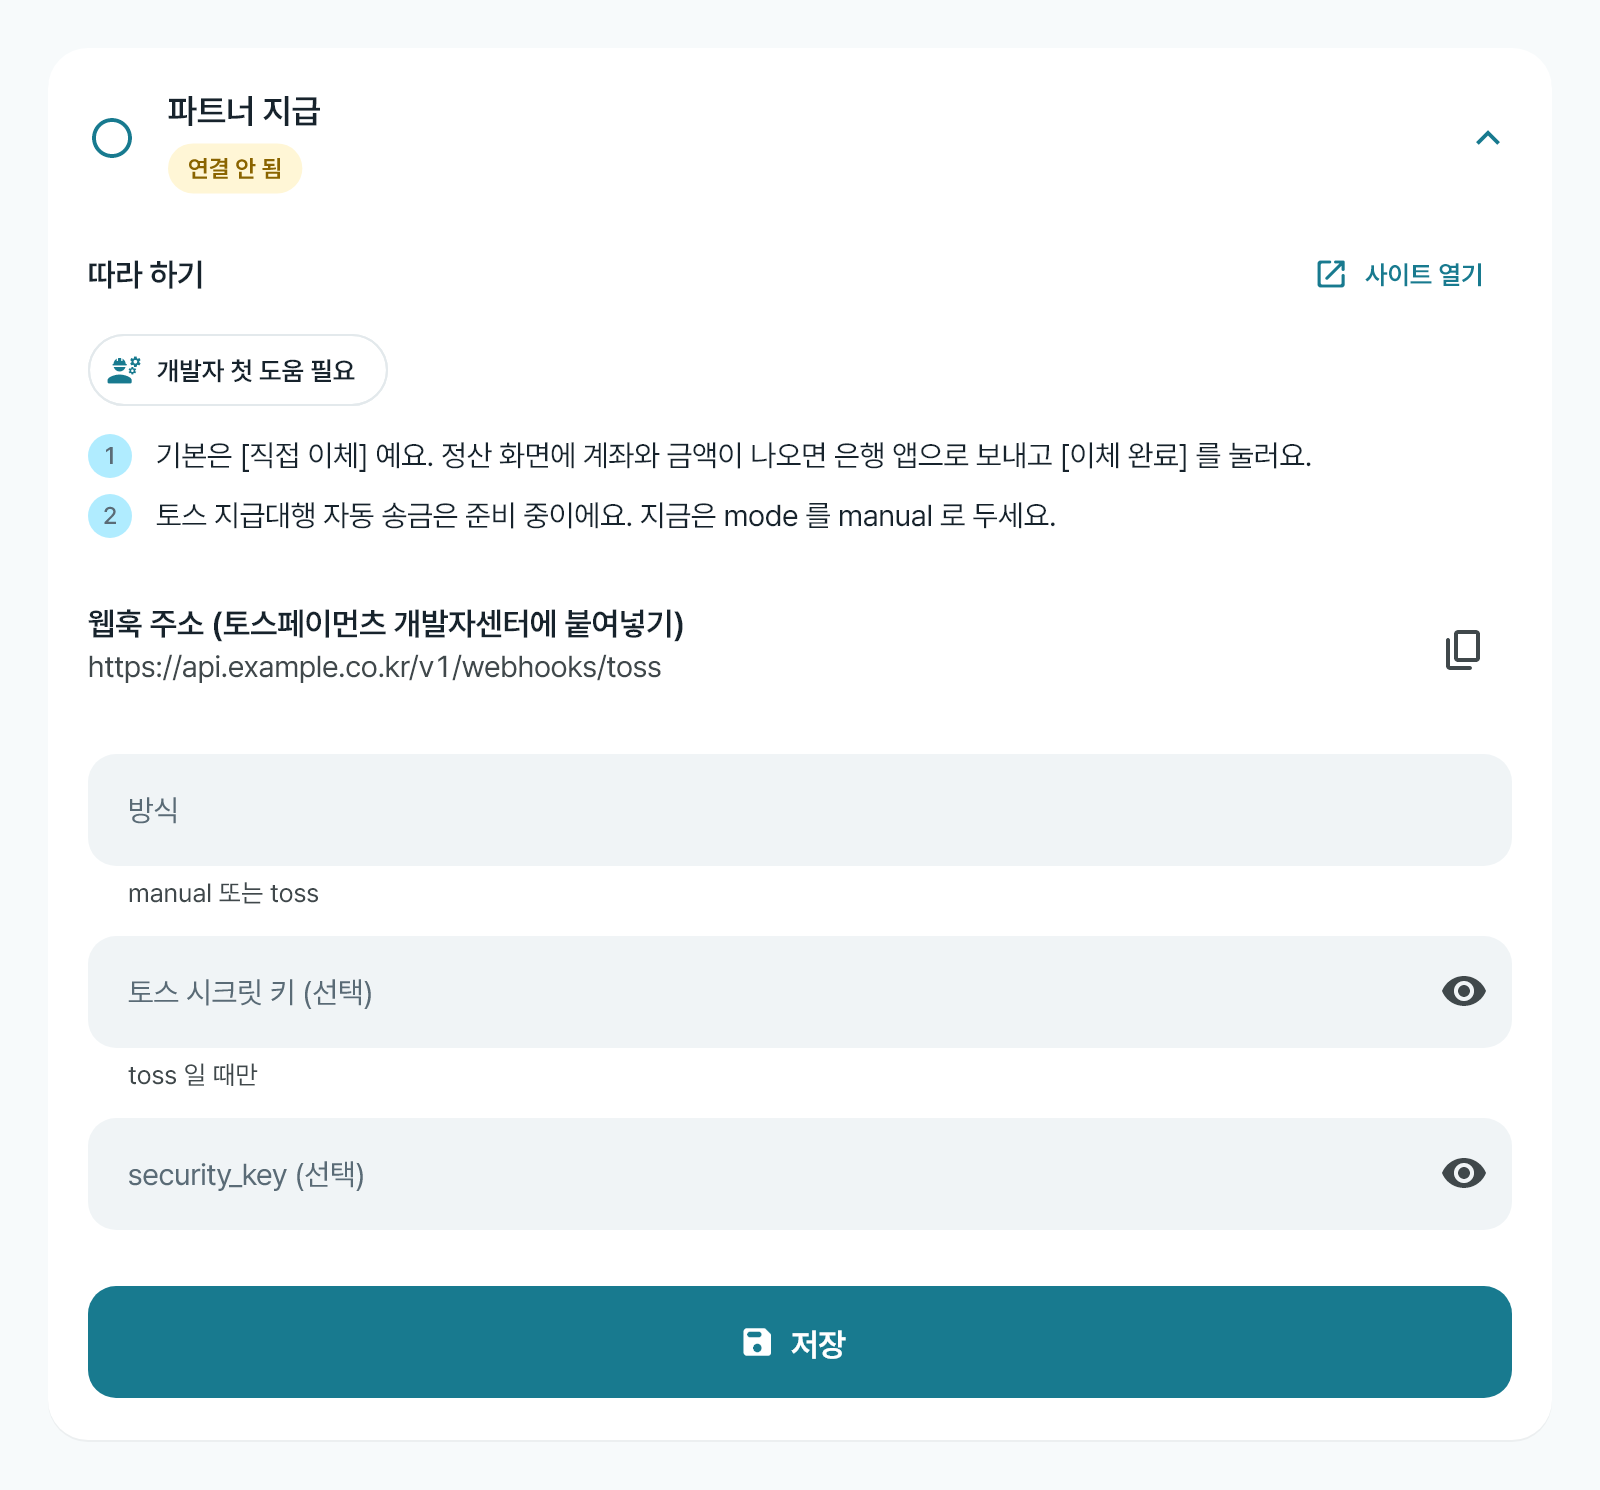 파트너 지급
연결 안 됨
따라 하기
사이트 열기
개발자 첫 도움 필요
1 기본은 [직접 이체] 예요. 정산 화면에 계좌와 금액이 나오면 은행 앱으로 보내고 [이체 완료] 를 눌러요.
2 토스 지급대행 자동 송금은 준비 중이에요. 지금은 mode 를 manual 로 두세요.
웹훅 주소 (토스페이먼츠 개발자센터에 붙여넣기)
https://api.example.co.kr/v1/webhooks/toss
방식
manual 또는 toss
토스 시크릿 키 (선택)
toss 일 때만
security_key (선택)
저장